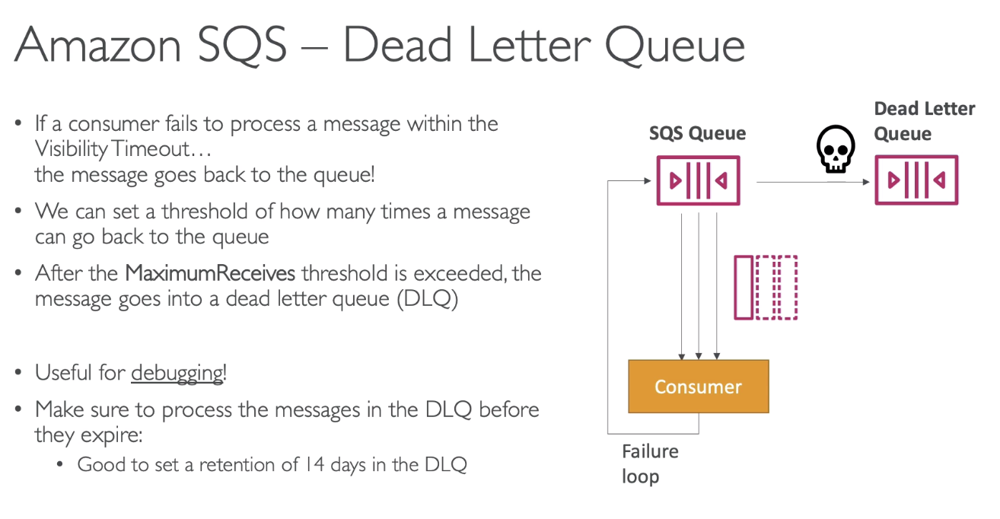 Amazon SQS – Dead Letter Queue
• If a consumer fails to process a message within the
Visibility Timeout…
the message goes back to the queue!
• We can set a threshold of how many times a message
can go back to the queue
• After the MaximumReceives threshold is exceeded, the
message goes into a dead letter queue (DLQ)
• Useful for debugging!
• Make sure to process the messages in the DLQ before
they expire:
• Good to set a retention of 14 days in the DLQ
SQS Queue
Dead Letter
Queue
Consumer
Failure
loop